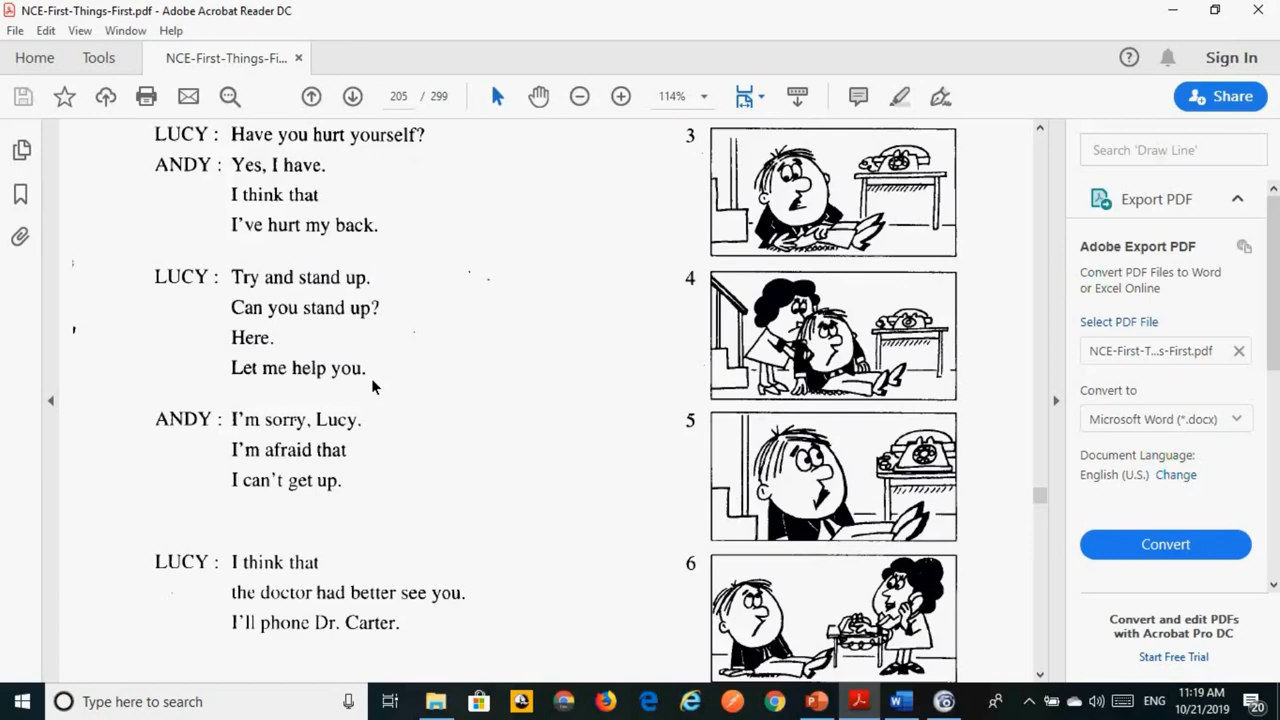 NCE-First-Things-First.pdf - Adobe Acrobat Reader DC
File Edit View Window Help
Home Tools NCE-First-Things-Fi... × Sign In
205 / 299 114% Share
LUCY : Have you hurt yourself?
ANDY : Yes, I have.
I think that
I've hurt my back.
LUCY : Try and stand up.
Can you stand up?
Here.
Let me help you.
ANDY : I'm sorry, Lucy.
I'm afraid that
I can't get up.
LUCY : I think that
the doctor had better see you.
I'll phone Dr. Carter.
3
4
5
6
Search 'Draw Line'
Export PDF
Adobe Export PDF
Convert PDF Files to Word
or Excel Online
Select PDF File
NCE-First-T...s-First.pdf
Convert to
Microsoft Word (*.docx)
Document Language:
English (U.S.) Change
Convert
Convert and edit PDFs
with Acrobat Pro DC
Start Free Trial
Type here to search
ENG
11:19 AM
10/21/2019
20